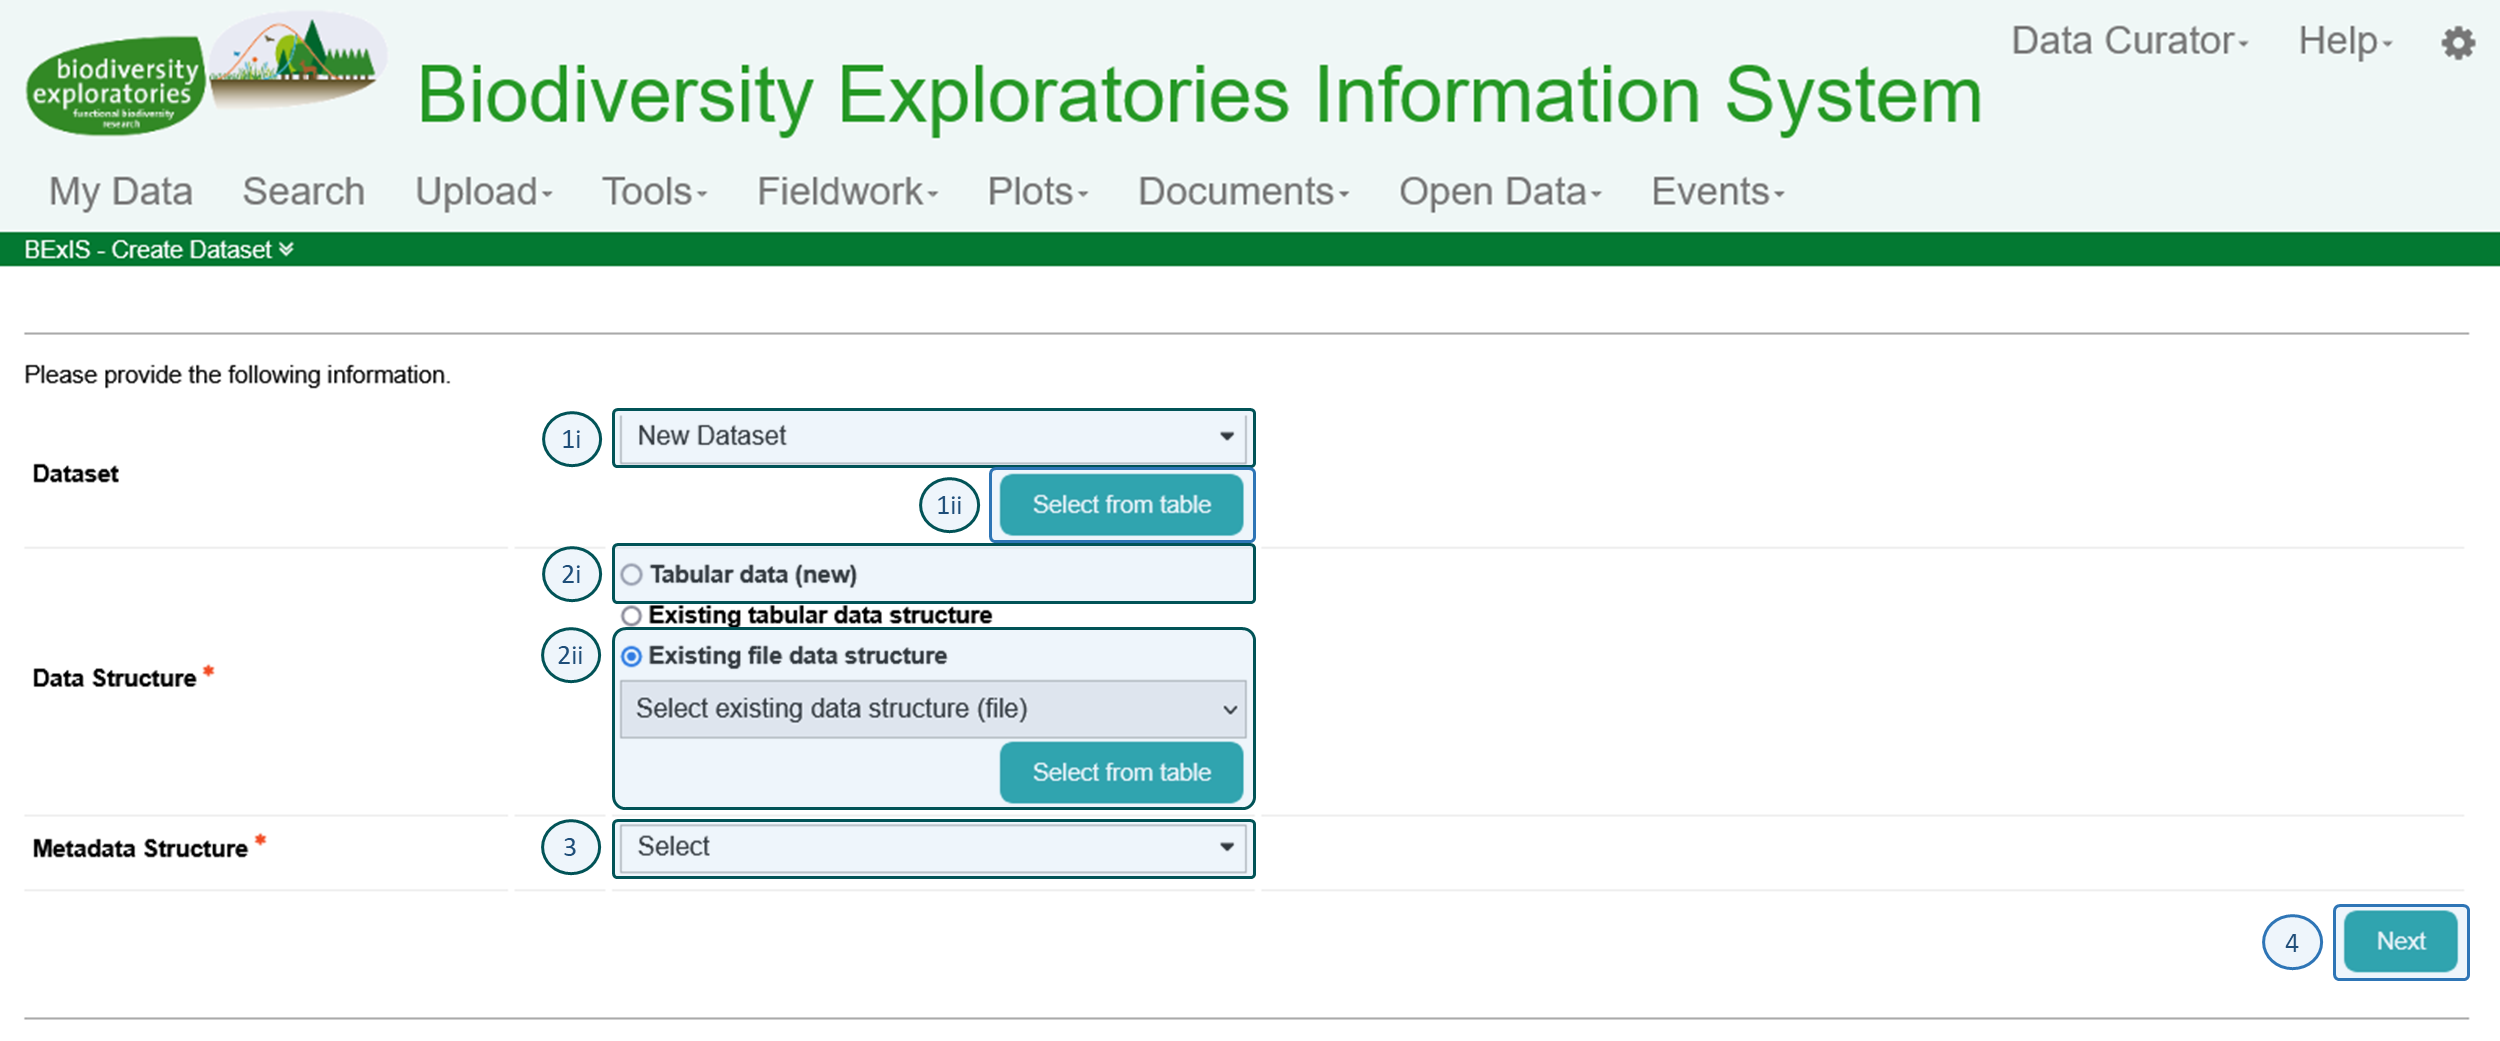 biodiversity
exploratories
functional biodiversity
research
Biodiversity Exploratories Information System
Data Curator
Help
My Data Search Upload Tools Fieldwork Plots Documents Open Data Events
BExIS - Create Dataset
Please provide the following information.
1i New Dataset
Dataset
1ii Select from table
2i Tabular data (new)
Existing tabular data structure
2ii Existing file data structure
Data Structure *
Select existing data structure (file)
Select from table
Metadata Structure *
3 Select
4 Next